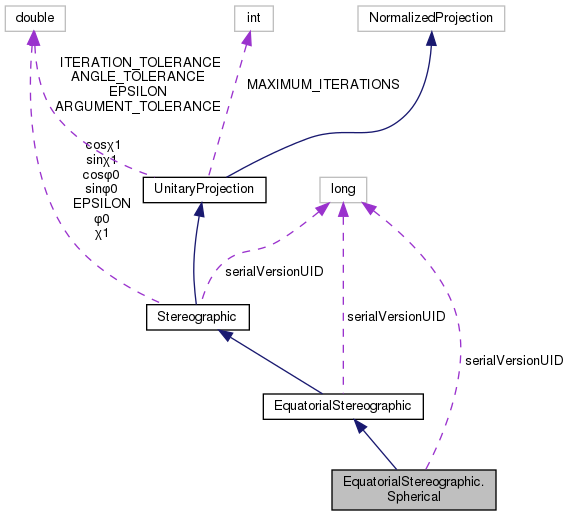 double
int
NormalizedProjection
ITERATION_TOLERANCE
ANGLE_TOLERANCE
EPSILON
ARGUMENT_TOLERANCE
MAXIMUM_ITERATIONS
cosχ1
sinχ1
cosφ0
sinφ0
EPSILON
φ0
χ1
UnitaryProjection
long
serialVersionUID
Stereographic
serialVersionUID
serialVersionUID
EquatorialStereographic
EquatorialStereographic.
Spherical